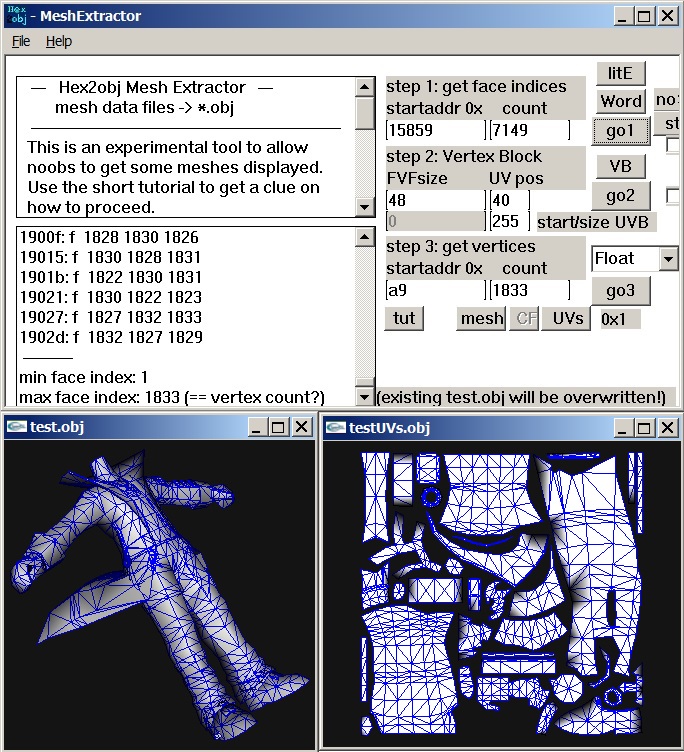 Hex
obj
- MeshExtractor
File Help
— Hex2obj Mesh Extractor —
mesh data files -> *.obj
This is an experimental tool to allow
noobs to get some meshes displayed.
Use the short tutorial to get a clue on
how to proceed.
1900f: f 1828 1830 1826
19015: f 1830 1828 1831
1901b: f 1822 1830 1831
19021: f 1830 1822 1823
19027: f 1827 1832 1833
1902d: f 1832 1827 1829
min face index: 1
max face index: 1833 (== vertex count?)
step 1: get face indices
startaddr 0x count
15859 7149
step 2: Vertex Block
FVFsize UV pos
48 40
0 255 start/size UVB
step 3: get vertices
startaddr 0x count
a9 1833
tut mesh CF UVs 0x1
litE
Word no
go1 st
VB
go2
Float
go3
(existing test.obj will be overwritten!)
test.obj
testUVs.obj